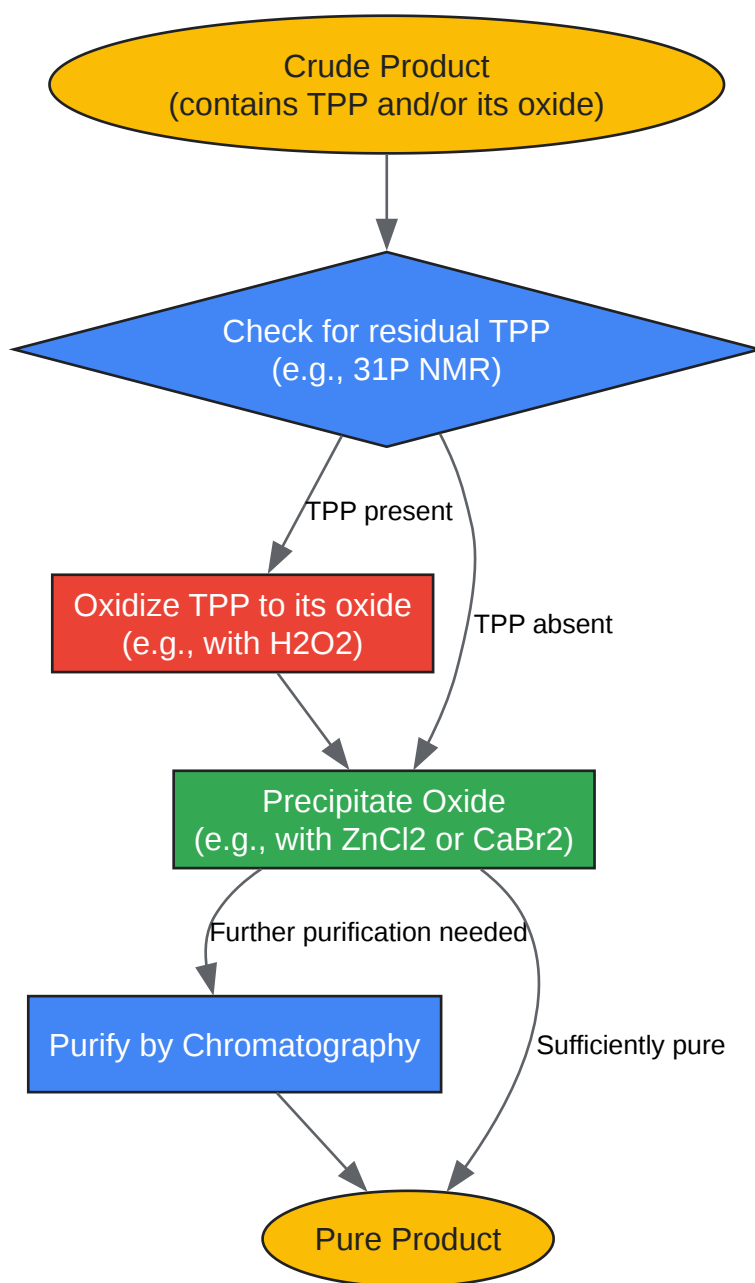 Crude Product
(contains TPP and/or its oxide)
Check for residual TPP
(e.g., 31P NMR)
TPP present
Oxidize TPP to its oxide
(e.g., with H2O2)
TPP absent
Precipitate Oxide
(e.g., with ZnCl2 or CaBr2)
Further purification needed
Purify by Chromatography
Sufficiently pure
Pure Product